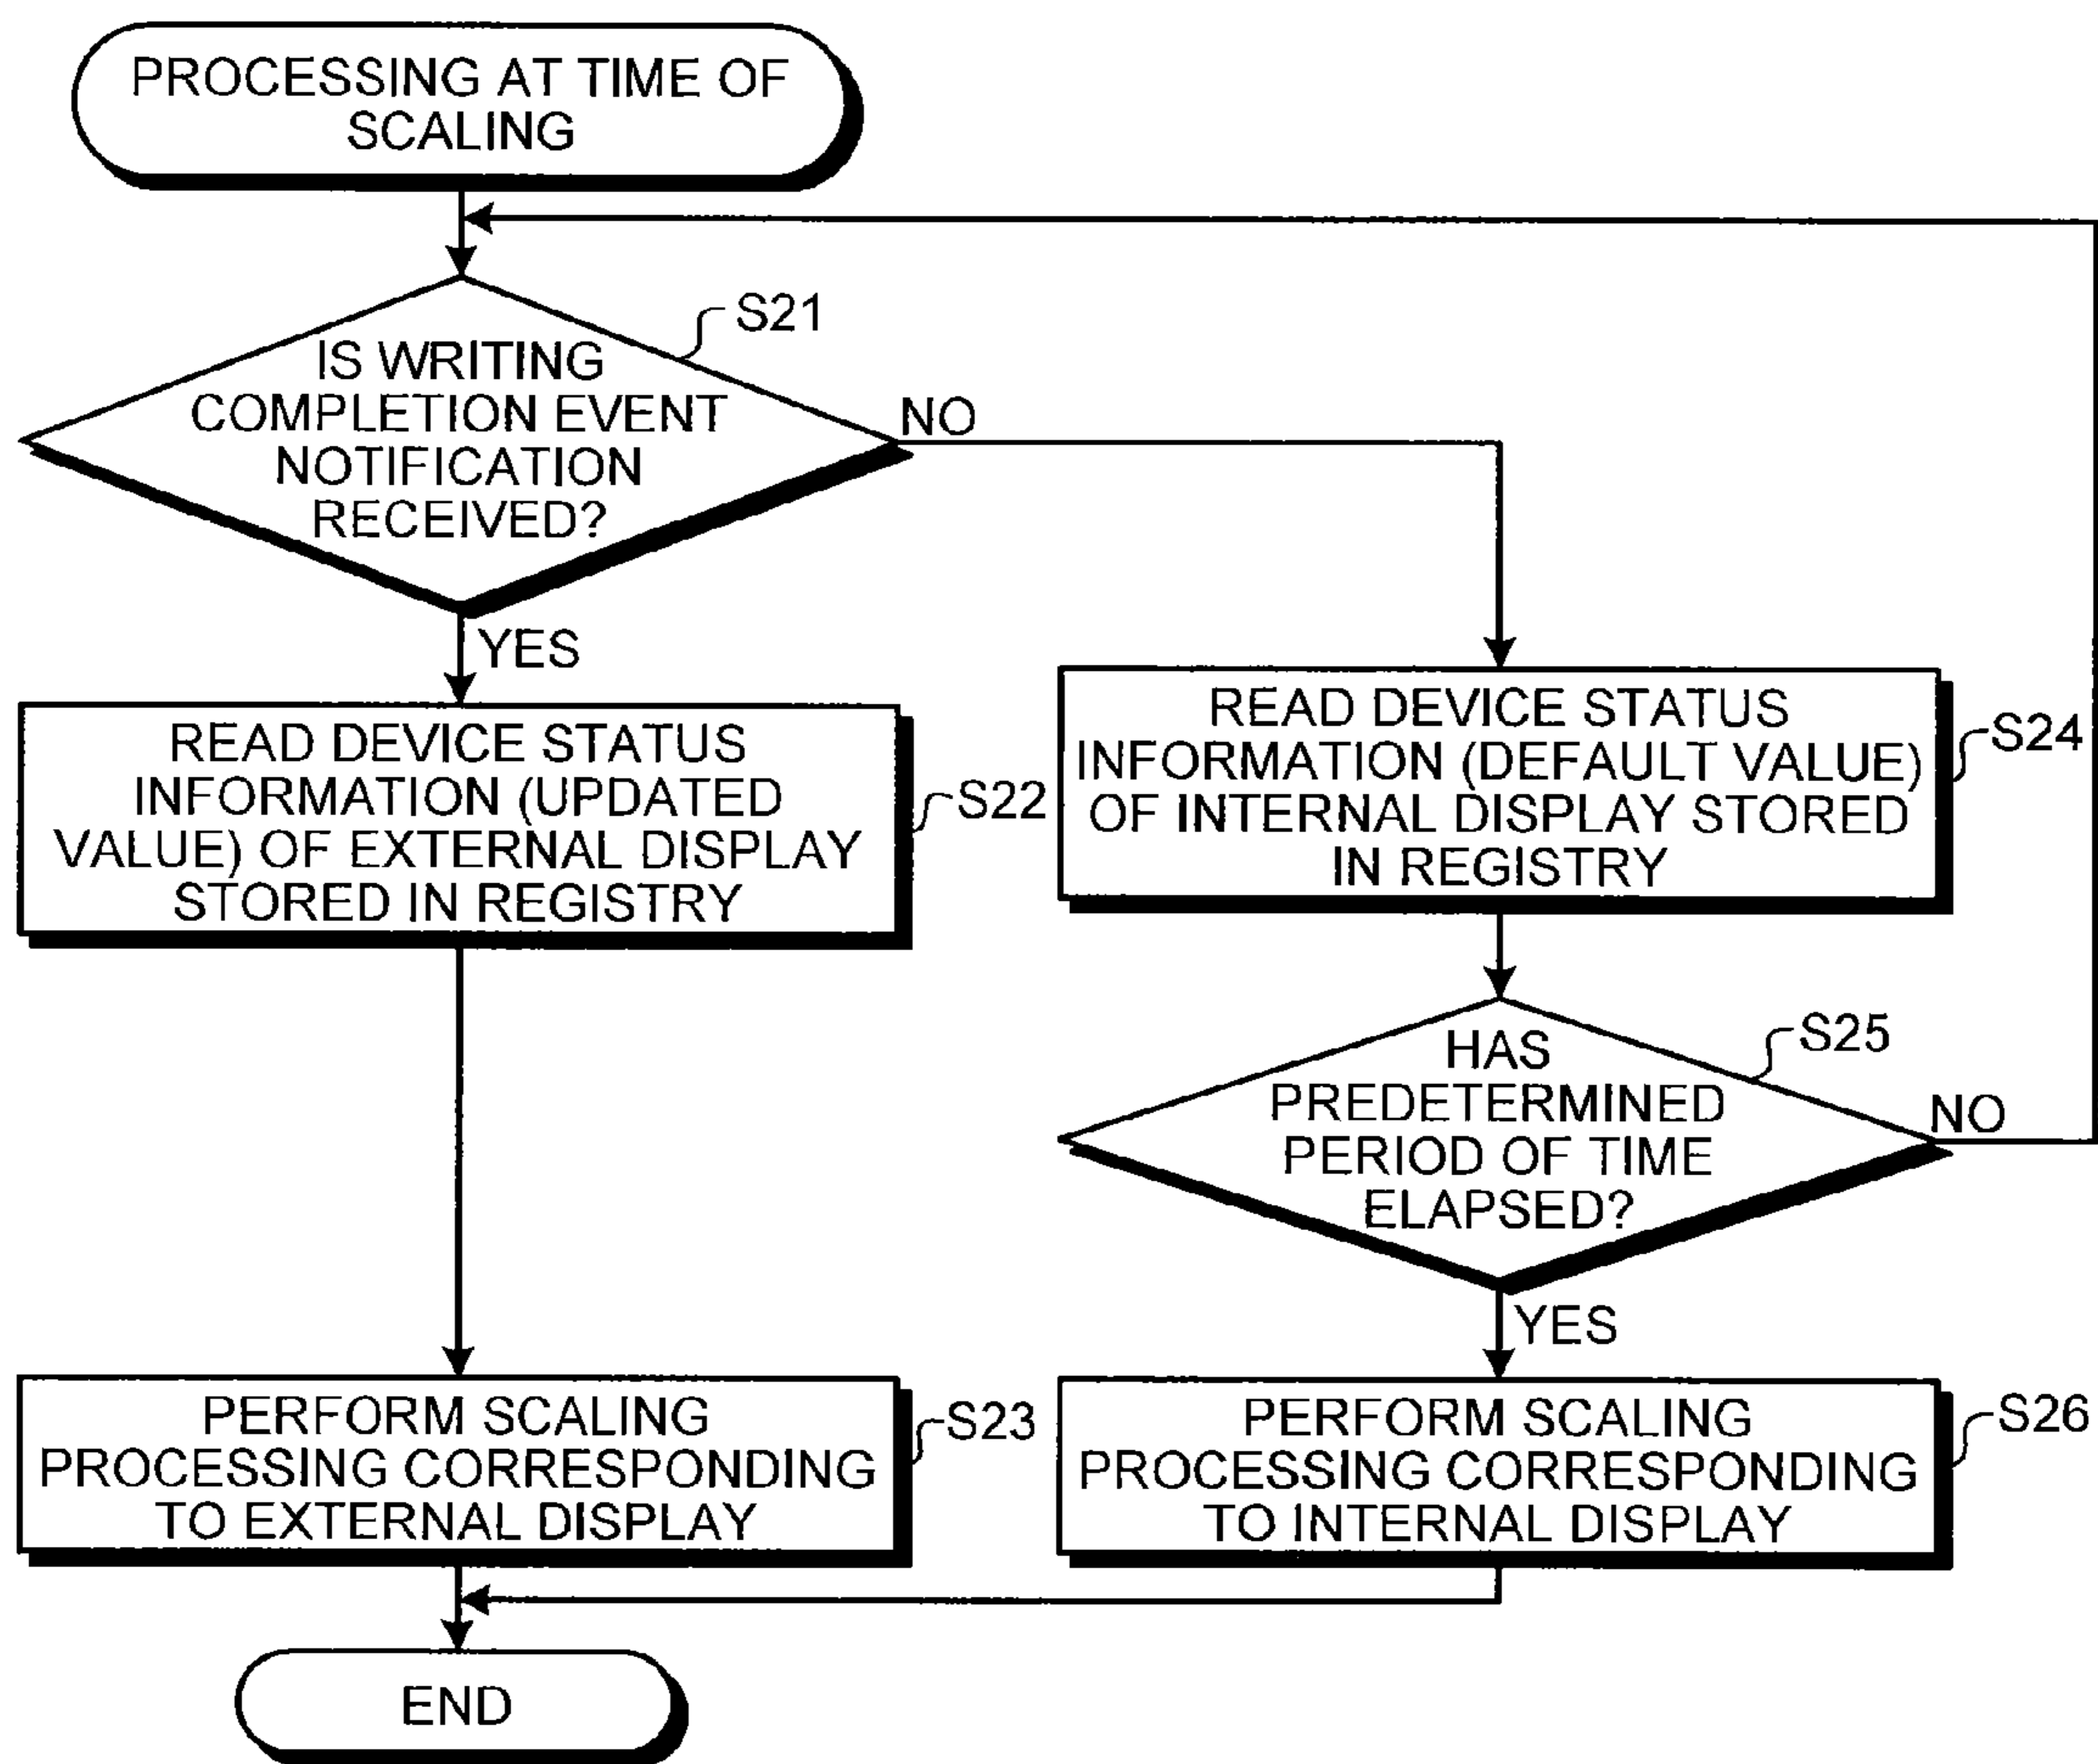 PROCESSING AT TIME OF
SCALING
S21
IS WRITING
COMPLETION EVENT
NOTIFICATION
RECEIVED?
NO
YES
READ DEVICE STATUS
INFORMATION (UPDATED
VALUE) OF EXTERNAL DISPLAY
STORED IN REGISTRY
S22
READ DEVICE STATUS
INFORMATION (DEFAULT VALUE)
OF INTERNAL DISPLAY STORED
IN REGISTRY
S24
HAS
PREDETERMINED
PERIOD OF TIME
ELAPSED?
S25
NO
YES
PERFORM SCALING
PROCESSING CORRESPONDING
TO EXTERNAL DISPLAY
S23
PERFORM SCALING
PROCESSING CORRESPONDING
TO INTERNAL DISPLAY
S26
END